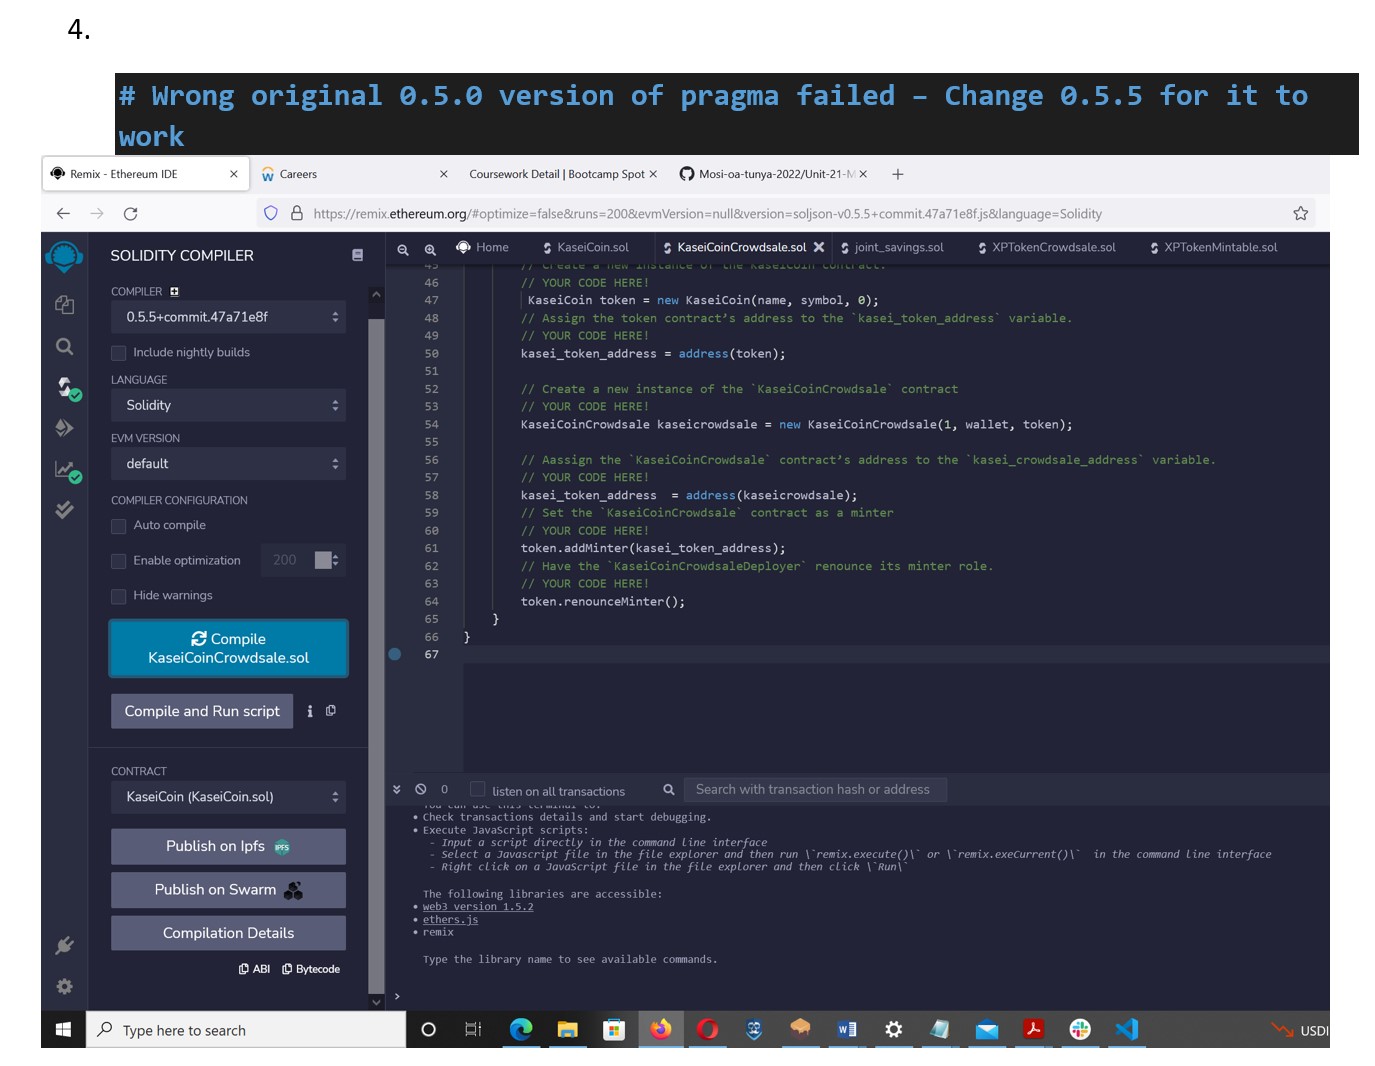 4.
# Wrong original 0.5.0 version of pragma failed – Change 0.5.5 for it to
work
Remix - Ethereum IDE
Careers
Coursework Detail | Bootcamp Spot
Mosi-oa-tunya-2022/Unit-21-M
https://remix.ethereum.org/#optimize=false&runs=200&evmVersion=null&version=soljson-v0.5.5+commit.47a71e8f.js&language=Solidity
SOLIDITY COMPILER
Home
KaseiCoin.sol
KaseiCoinCrowdsale.sol
joint_savings.sol
XPTokenCrowdsale.sol
XPTokenMintable.sol
COMPILER
0.5.5+commit.47a71e8f
Include nightly builds
LANGUAGE
Solidity
EVM VERSION
default
COMPILER CONFIGURATION
Auto compile
Enable optimization
200
Hide warnings
Compile
KaseiCoinCrowdsale.sol
Compile and Run script
CONTRACT
KaseiCoin (KaseiCoin.sol)
Publish on Ipfs
IPFS
Publish on Swarm
Compilation Details
ABI
Bytecode
45 // Create a new instance of the KaseiCoin contract.
46 // YOUR CODE HERE!
47 KaseiCoin token = new KaseiCoin(name, symbol, 0);
48 // Assign the token contract’s address to the `kasei_token_address` variable.
49 // YOUR CODE HERE!
50 kasei_token_address = address(token);
51
52 // Create a new instance of the `KaseiCoinCrowdsale` contract
53 // YOUR CODE HERE!
54 KaseiCoinCrowdsale kaseicrowdsale = new KaseiCoinCrowdsale(1, wallet, token);
55
56 // Aassign the `KaseiCoinCrowdsale` contract’s address to the `kasei_crowdsale_address` variable.
57 // YOUR CODE HERE!
58 kasei_token_address  = address(kaseicrowdsale);
59 // Set the `KaseiCoinCrowdsale` contract as a minter
60 // YOUR CODE HERE!
61 token.addMinter(kasei_token_address);
62 // Have the `KaseiCoinCrowdsaleDeployer` renounce its minter role.
63 // YOUR CODE HERE!
64 token.renounceMinter();
65 }
66 }
67
0
listen on all transactions
Search with transaction hash or address
You can use this terminal to:
• Check transactions details and start debugging.
• Execute JavaScript scripts:
- Input a script directly in the command line interface
- Select a Javascript file in the file explorer and then run \`remix.execute()\` or \`remix.exeCurrent()\`  in the command line interface
- Right click on a JavaScript file in the file explorer and then click \`Run\`
The following libraries are accessible:
• web3 version 1.5.2
• ethers.js
• remix
Type the library name to see available commands.
>
Type here to search
USDI